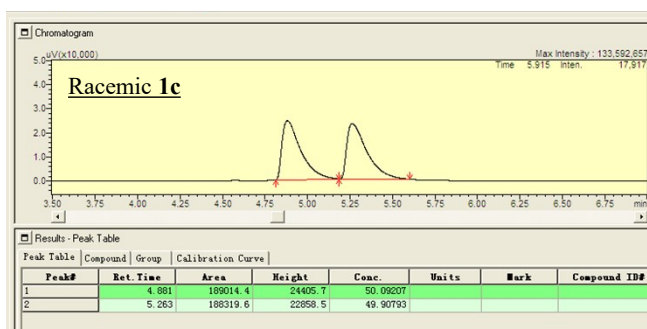 Chromatogram
uV(x10,000)
Max Intensity : 133,592,657
Time 5.915 Inten. 17,917
Racemic 1c
5.0
4.0
3.0
2.0
1.0
0.0
3.50 3.75 4.00 4.25 4.50 4.75 5.00 5.25 5.50 5.75 6.00 6.25 6.50 6.75 min
Results - Peak Table
Peak Table Compound Group Calibration Curve
Peak# Ret.Time Area Height Conc. Units Mark Compound ID#
1 4.881 189014.4 24405.7 50.09207
2 5.263 188319.6 22858.5 49.90793